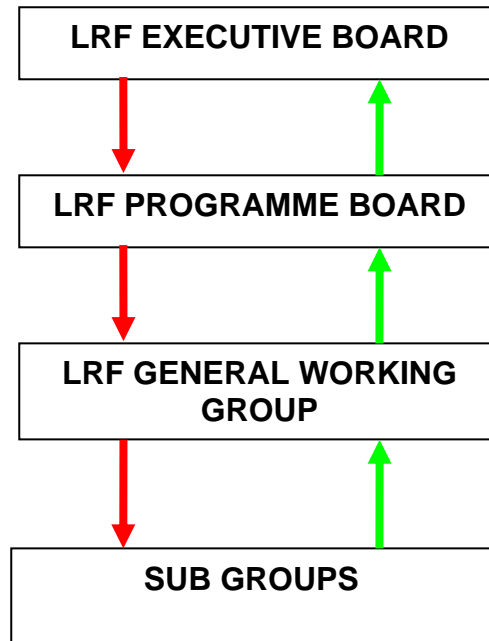 LRF EXECUTIVE BOARD
LRF PROGRAMME BOARD
LRF GENERAL WORKING
GROUP
SUB GROUPS